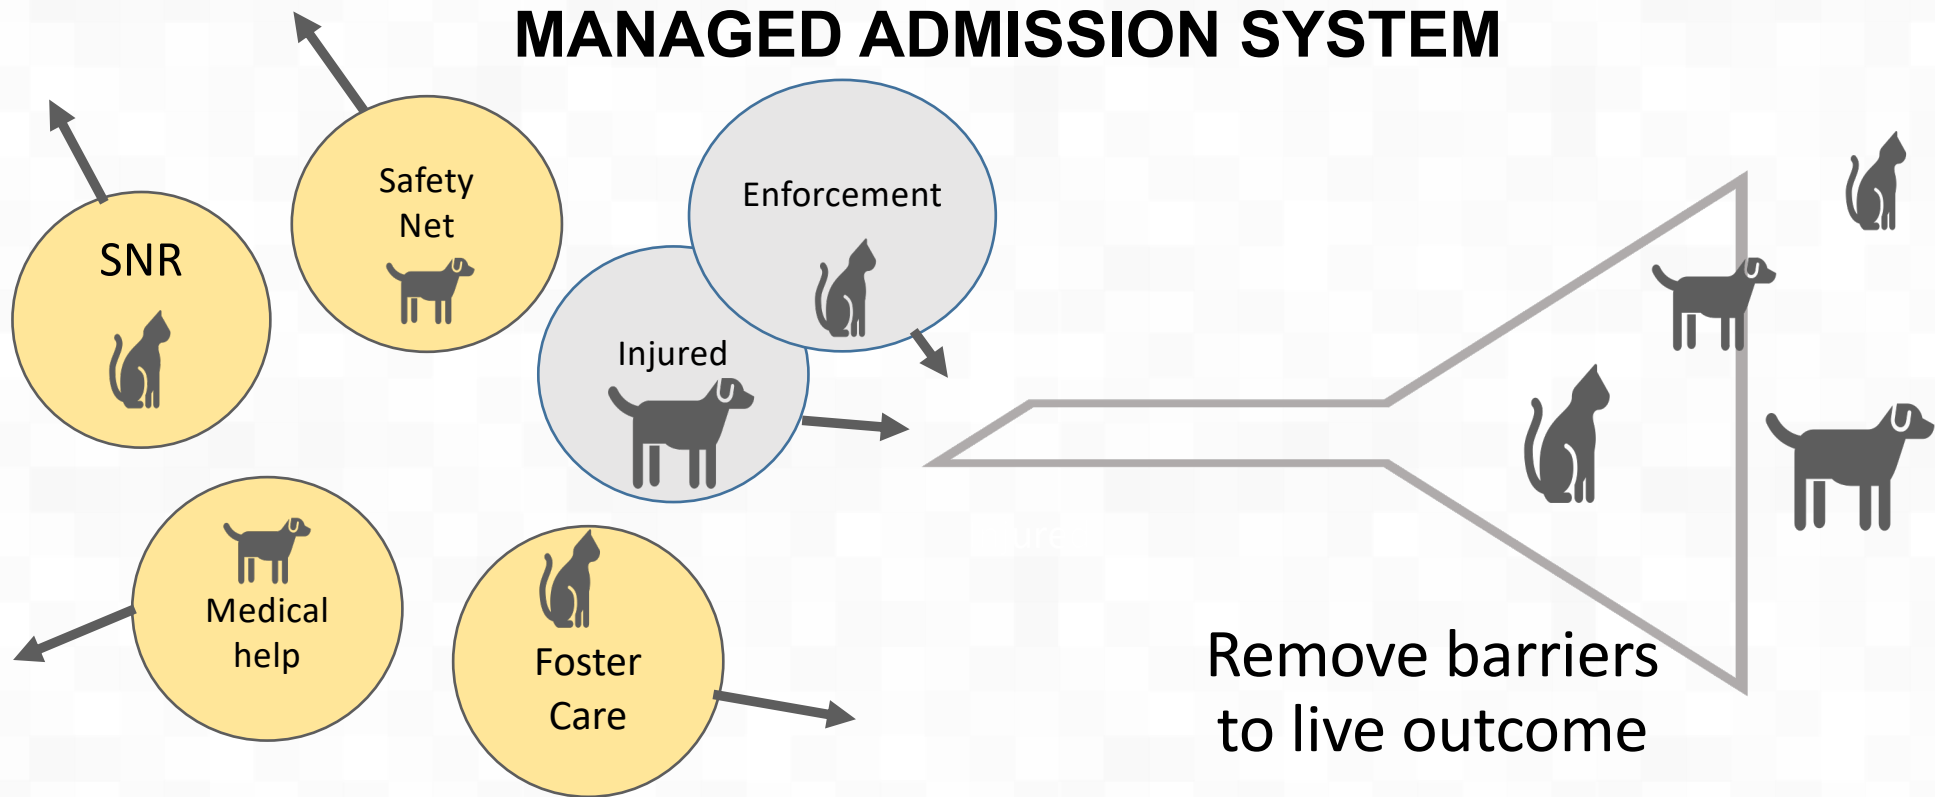 MANAGED ADMISSION SYSTEM
SNR
Safety
Net
Enforcement
Injured
Medical
help
Foster
Care
Remove barriers
to live outcome